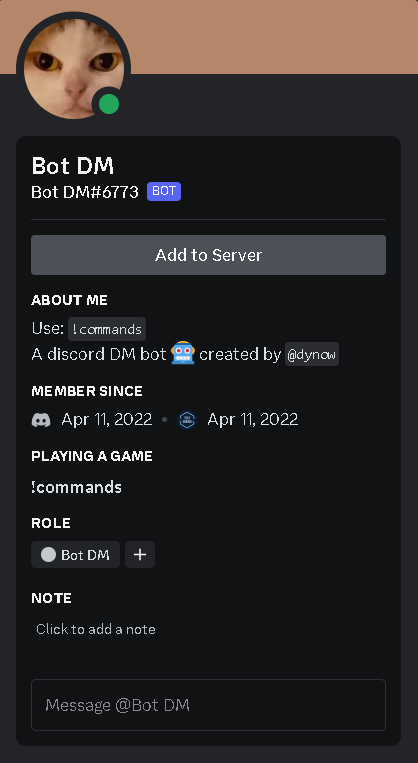 Bot DM
Bot DM#6773 BOT
Add to Server
ABOUT ME
Use: !commands
A discord DM bot 🤖 created by @dynow
MEMBER SINCE
Apr 11, 2022 • Apr 11, 2022
PLAYING A GAME
!commands
ROLE
Bot DM +
NOTE
Click to add a note
Message @Bot DM